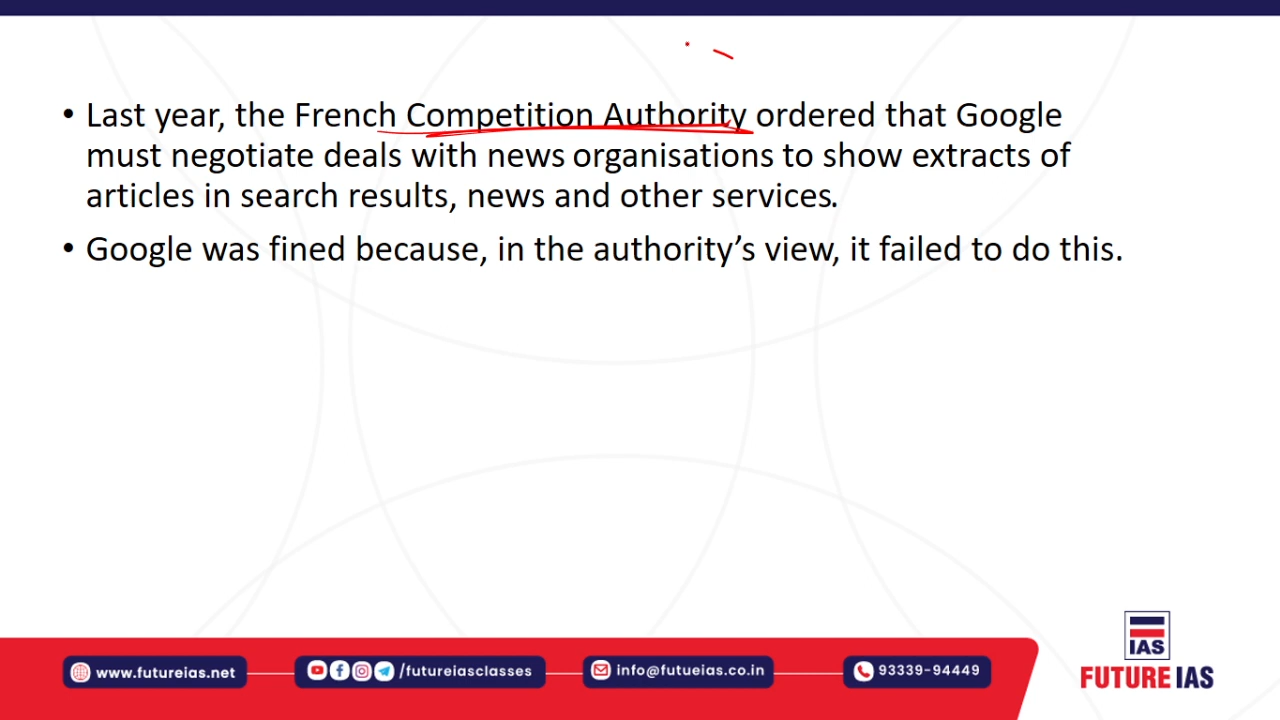 • Last year, the French Competition Authority ordered that Google
must negotiate deals with news organisations to show extracts of
articles in search results, news and other services.
• Google was fined because, in the authority’s view, it failed to do this.
IAS
www.futureias.net
/futureiasclasses
info@futueias.co.in
93339-94449
FUTURE IAS